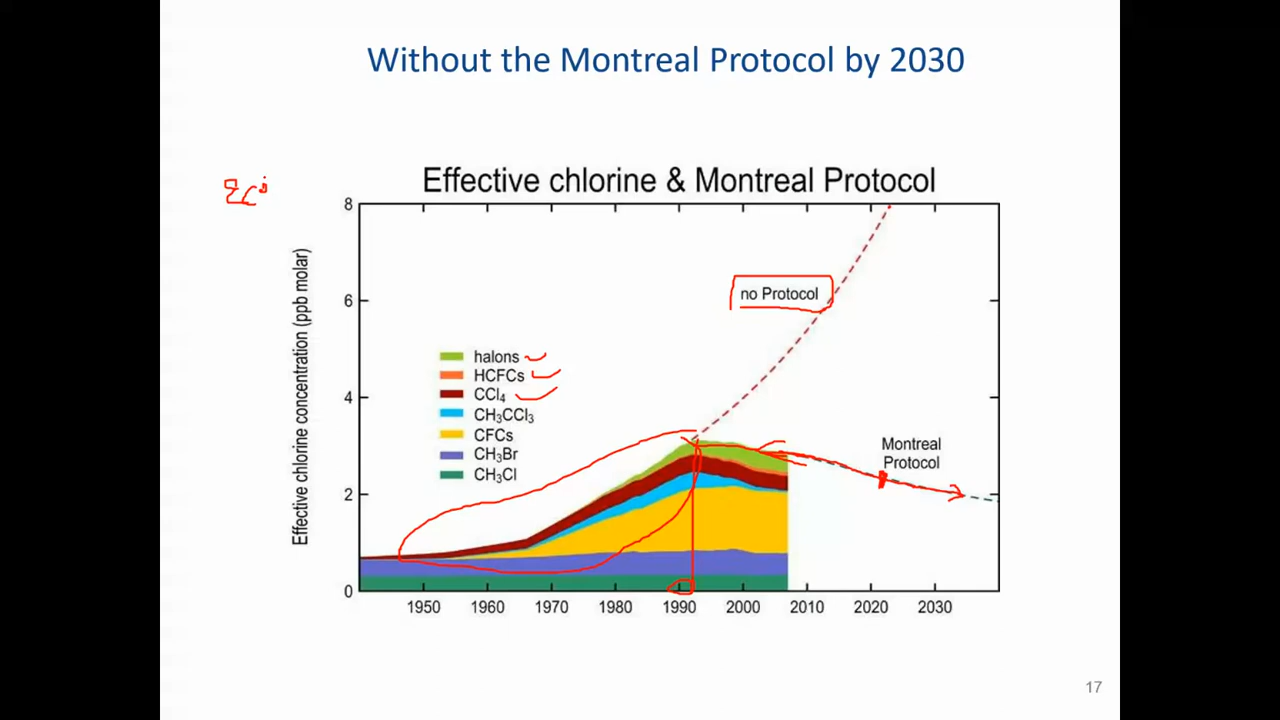 Without the Montreal Protocol by 2030
Effective chlorine & Montreal Protocol
Effective chlorine concentration (ppb molar)
8
6
4
2
0
no Protocol
halons
HCFCs
CCl₄
CH₃CCl₃
CFCs
CH₃Br
CH₃Cl
Montreal
Protocol
1950 1960 1970 1980 1990 2000 2010 2020 2030
17